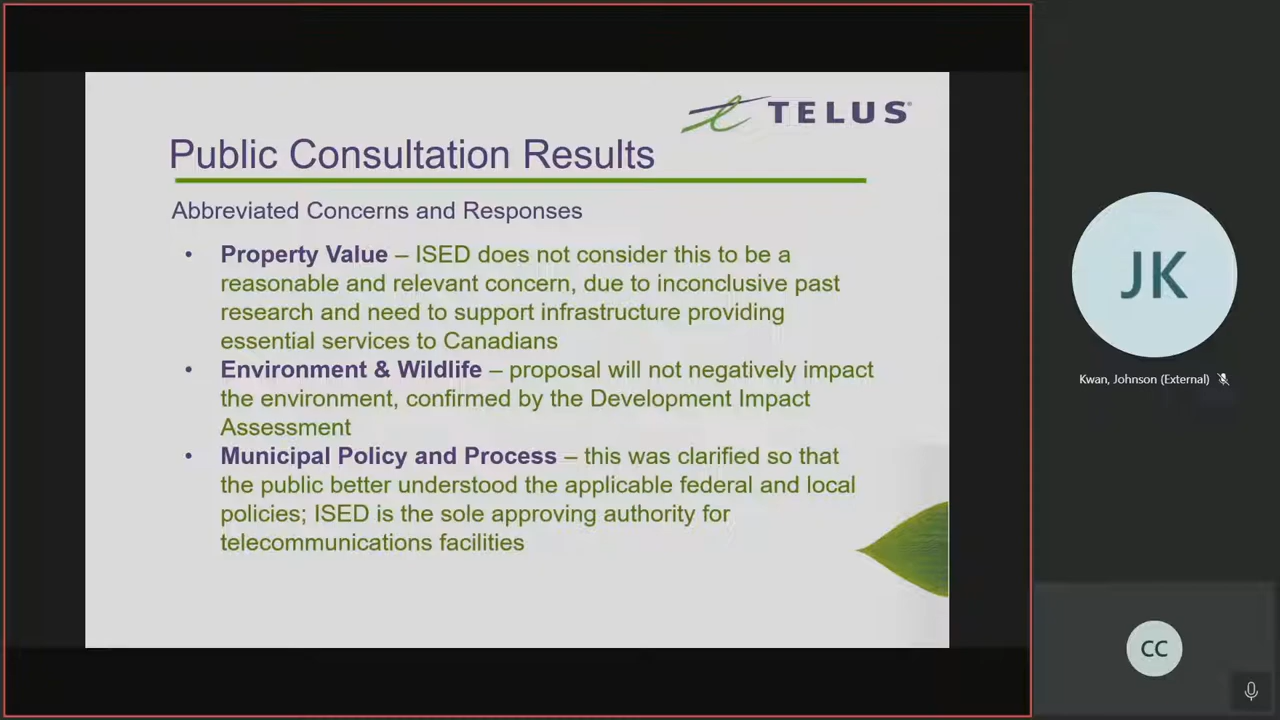 TELUS
Public Consultation Results
Abbreviated Concerns and Responses
• Property Value – ISED does not consider this to be a
reasonable and relevant concern, due to inconclusive past
research and need to support infrastructure providing
essential services to Canadians
• Environment & Wildlife – proposal will not negatively impact
the environment, confirmed by the Development Impact
Assessment
• Municipal Policy and Process – this was clarified so that
the public better understood the applicable federal and local
policies; ISED is the sole approving authority for
telecommunications facilities
JK
Kwan, Johnson (External)
CC